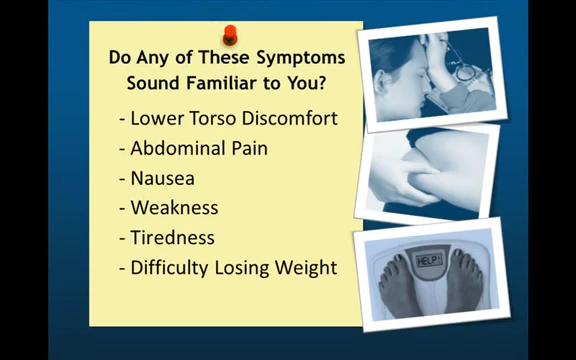 Do Any of These Symptoms
Sound Familiar to You?
- Lower Torso Discomfort
- Abdominal Pain
- Nausea
- Weakness
- Tiredness
- Difficulty Losing Weight
HELP!